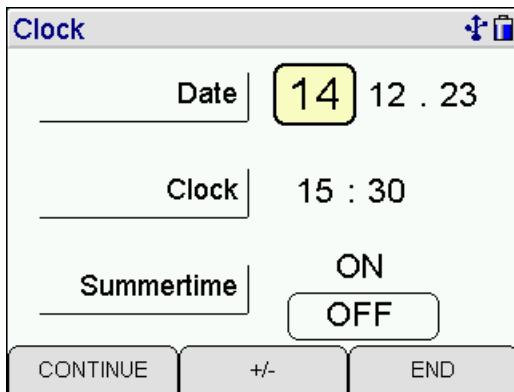 Clock
Date 14 12 . 23
Clock 15 : 30
Summertime ON
OFF
CONTINUE +/- END